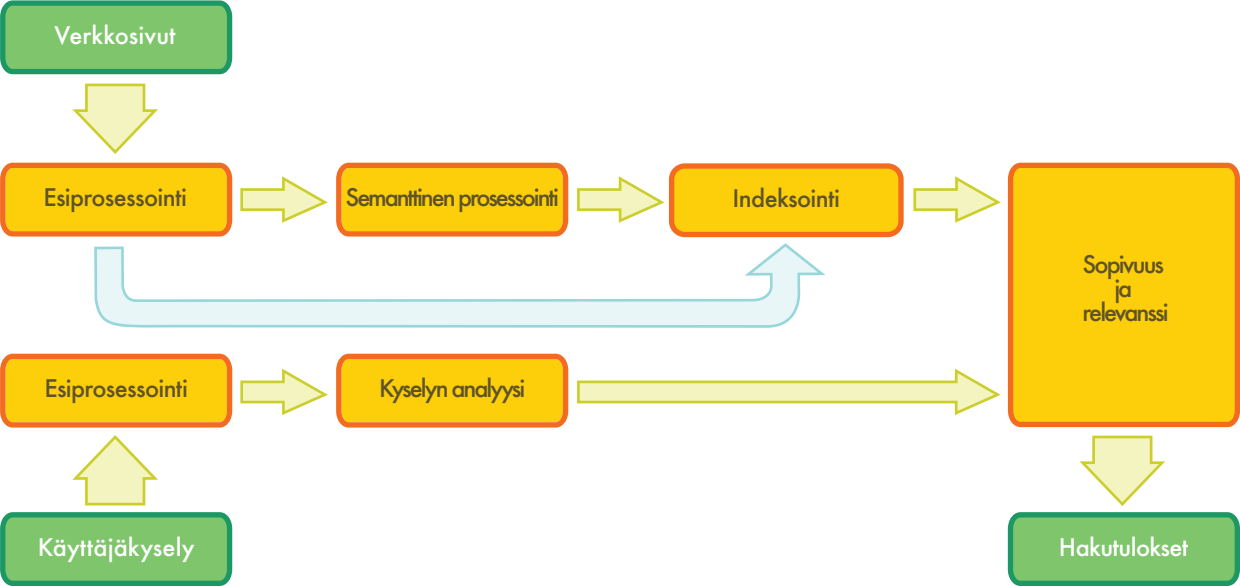 Verkkosivut
Esiprosessointi
Semanttinen prosessointi
Indeksointi
Sopivuus
ja
relevanssi
Esiprosessointi
Kyselyn analyysi
Käyttäjäkysely
Hakutulokset